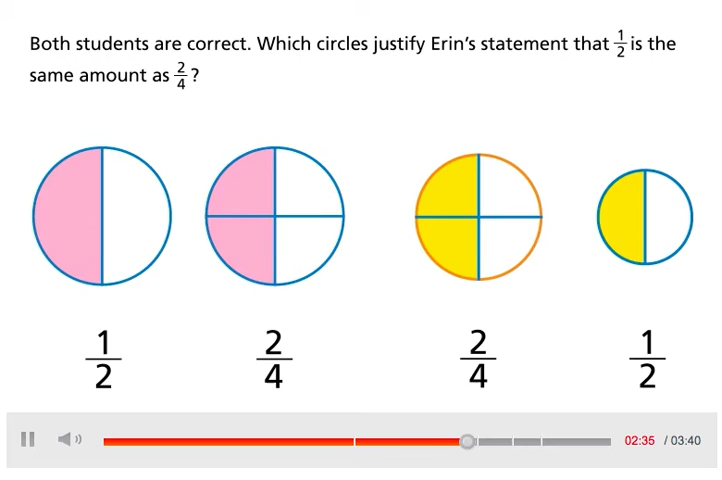 Both students are correct. Which circles justify Erin's statement that 1/2 is the
same amount as 2/4?
1/2 2/4 2/4 1/2
02:35 / 03:40